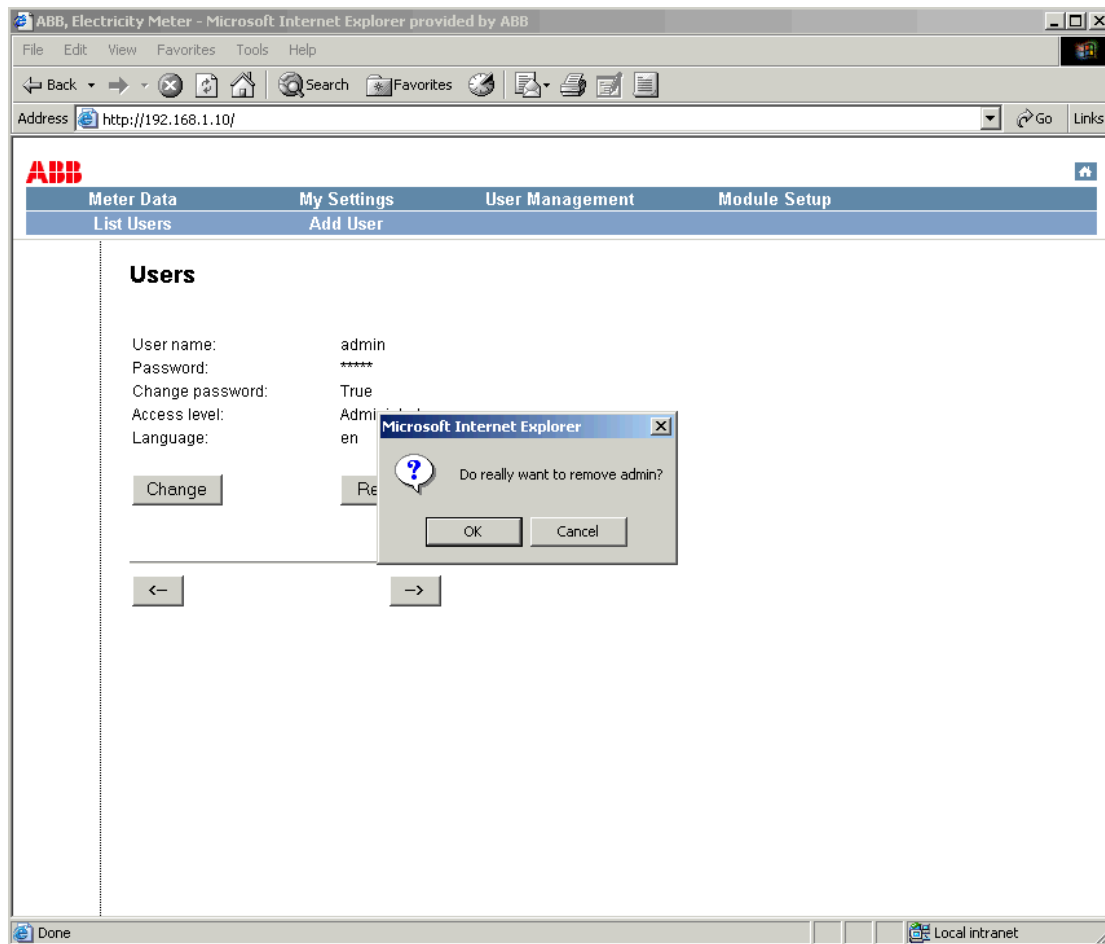 ABB, Electricity Meter - Microsoft Internet Explorer provided by ABB
File Edit View Favorites Tools Help
Back Search Favorites
Address http://192.168.1.10/ Go Links
ABB
Meter Data My Settings User Management Module Setup
List Users Add User
Users
User name: admin
Password: *****
Change password: True
Access level:
Language: en
Microsoft Internet Explorer
Do really want to remove admin?
OK Cancel
Change
<-- -->
Done Local intranet